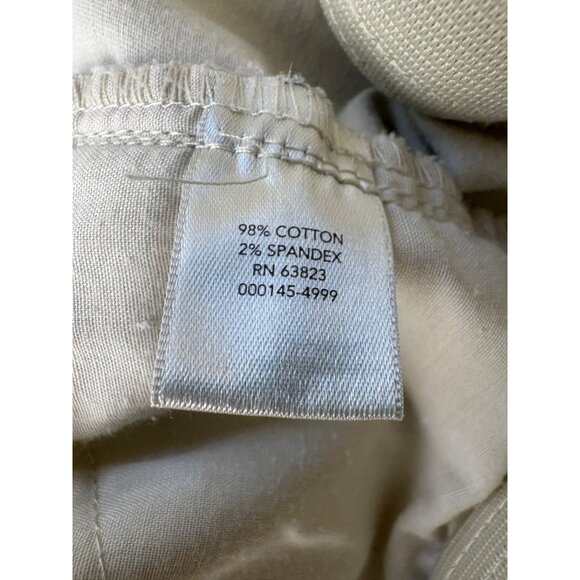 98% COTTON
2% SPANDEX
RN 63823
000145-4999